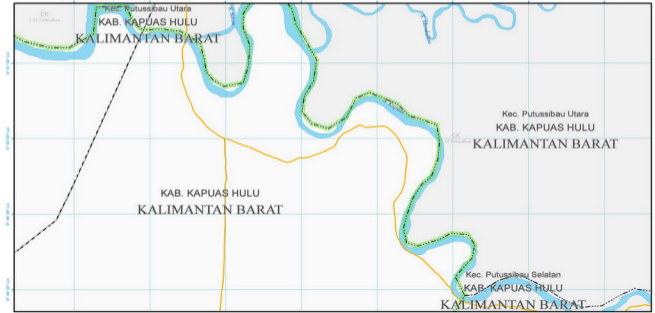 Kec. Putussibau Utara
KAB. KAPUAS HULU
KALIMANTAN BARAT
Kec. Putussibau Utara
KAB. KAPUAS HULU
KALIMANTAN BARAT
KAB. KAPUAS HULU
KALIMANTAN BARAT
Kec. Putussibau Selatan
KAB. KAPUAS HULU
KALIMANTAN BARAT